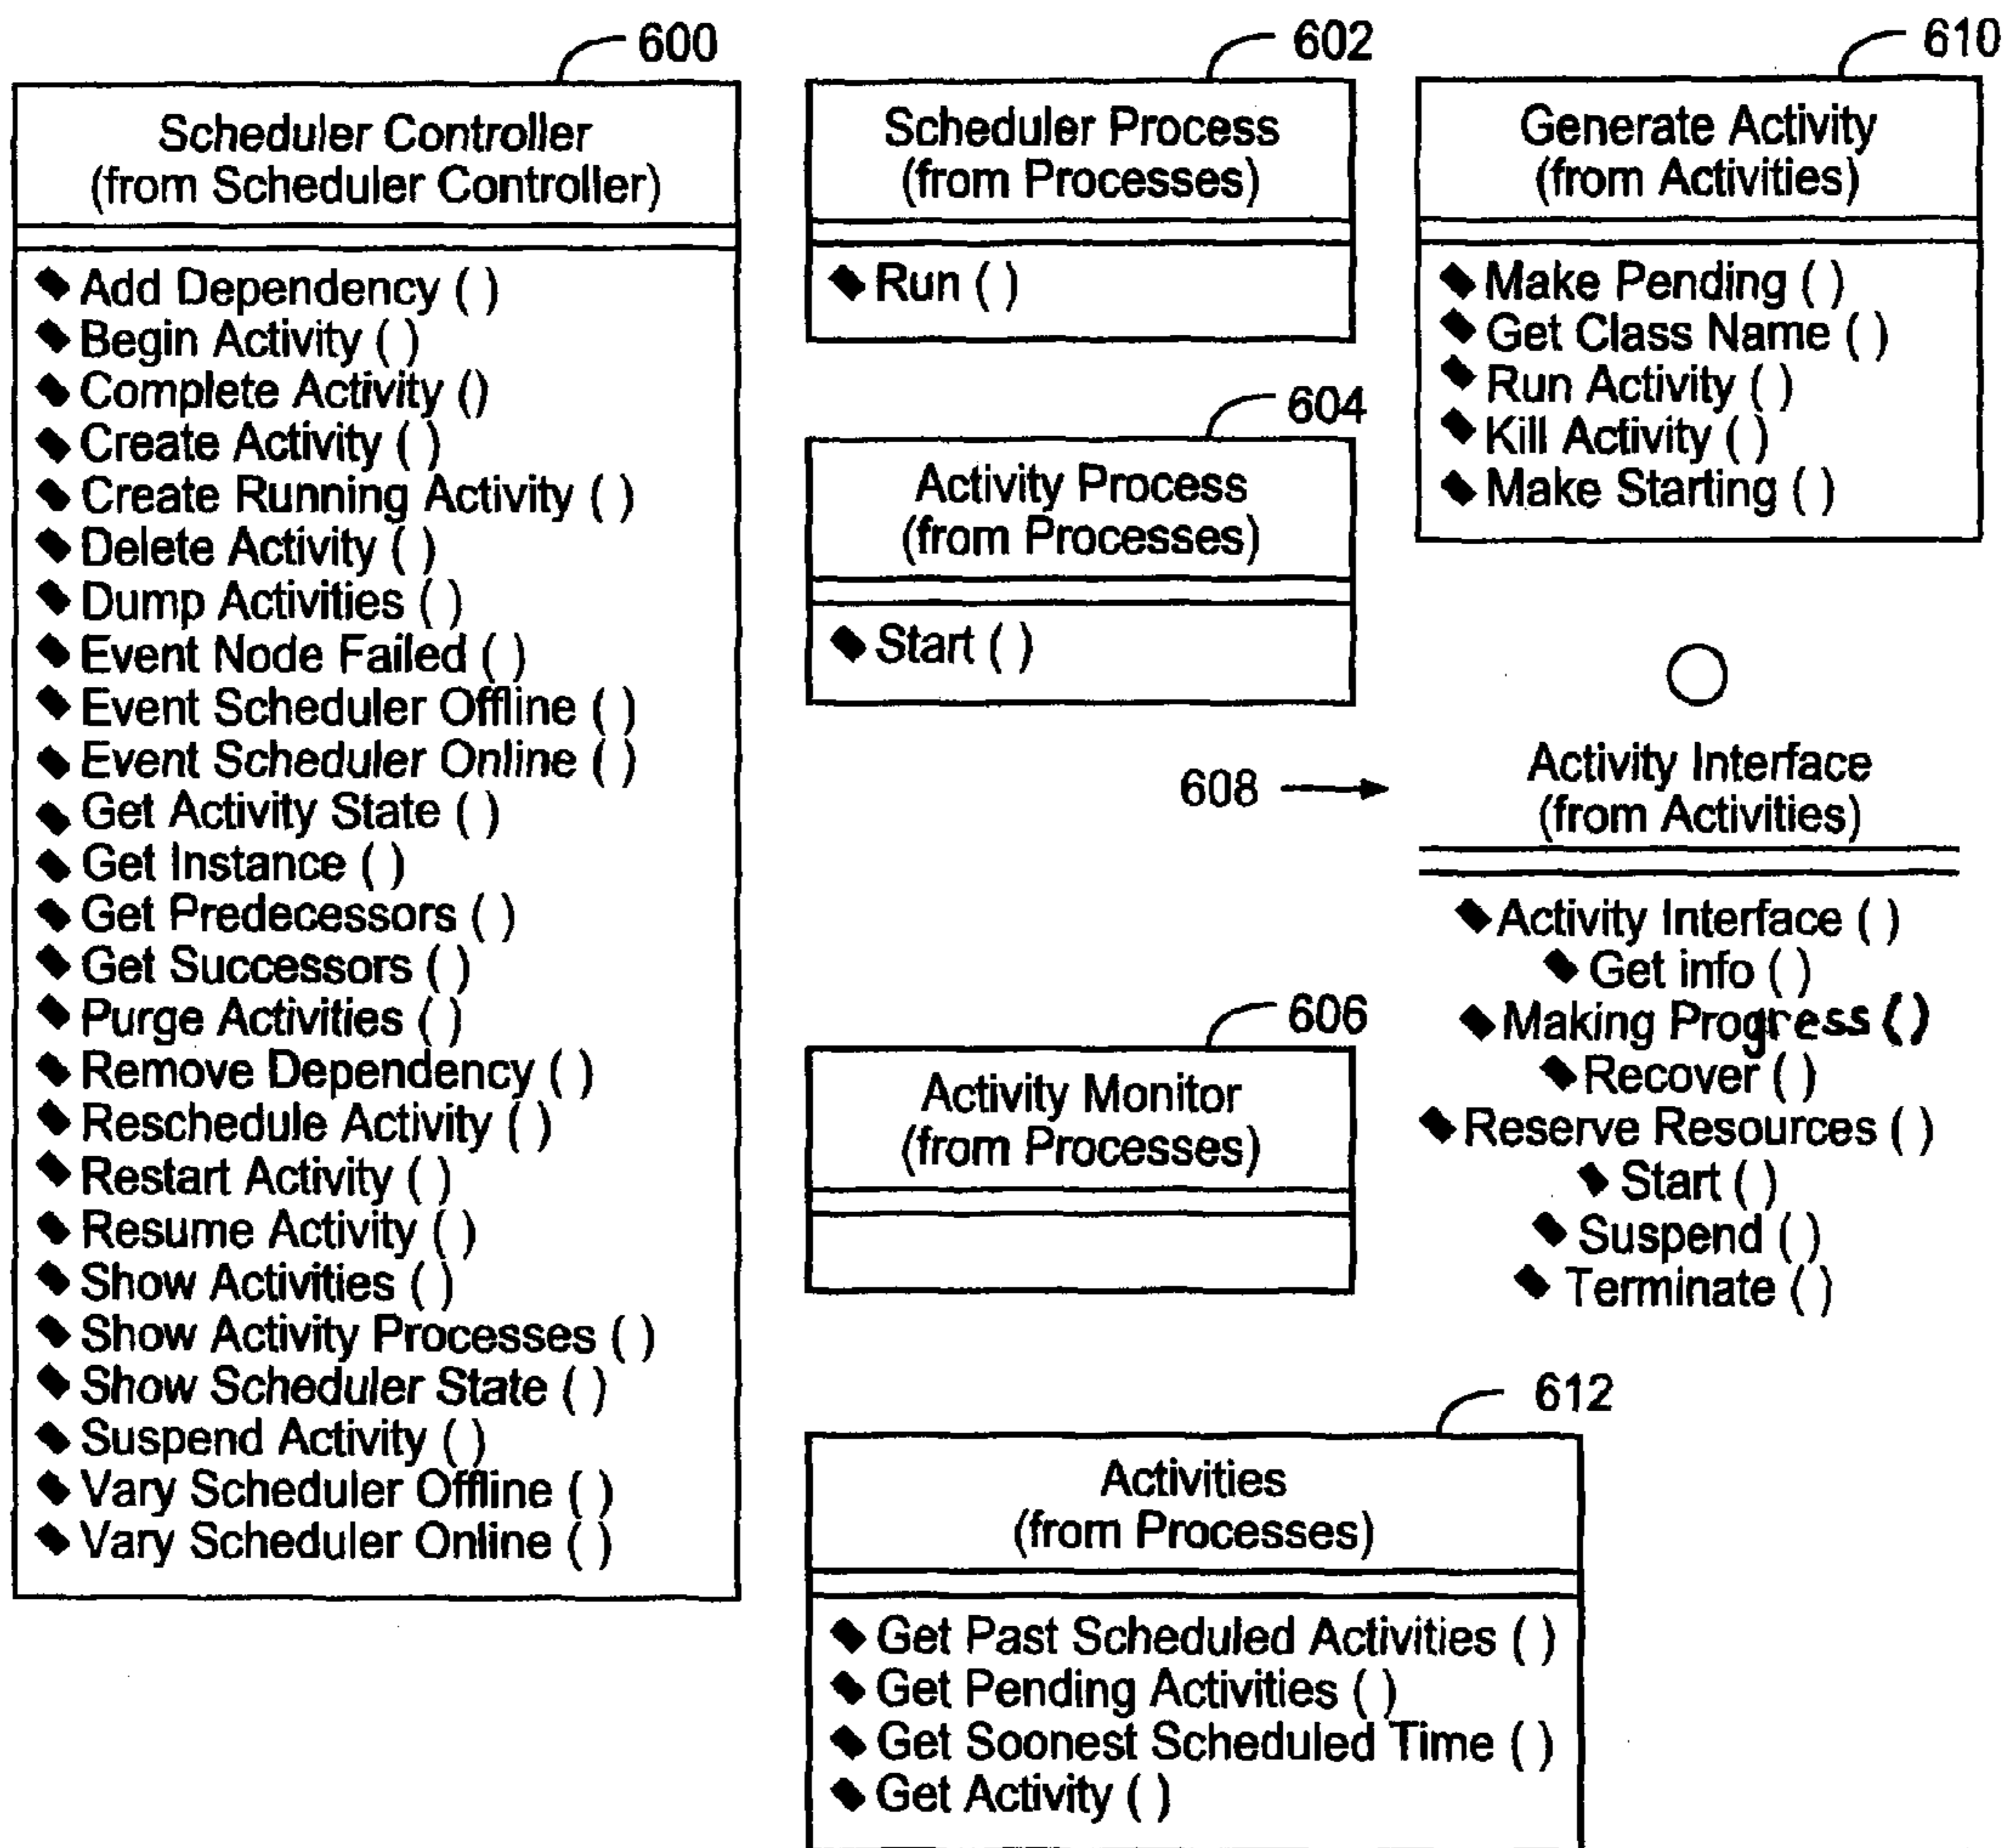 600
Scheduler Controller
(from Scheduler Controller)
◆ Add Dependency ( )
◆ Begin Activity ( )
◆ Complete Activity ()
◆ Create Activity ( )
◆ Create Running Activity ( )
◆ Delete Activity ( )
◆ Dump Activities ( )
◆ Event Node Failed ( )
◆ Event Scheduler Offline ( )
◆ Event Scheduler Online ( )
◆ Get Activity State ( )
◆ Get Instance ( )
◆ Get Predecessors ( )
◆ Get Successors ( )
◆ Purge Activities ( )
◆ Remove Dependency ( )
◆ Reschedule Activity ( )
◆ Restart Activity ( )
◆ Resume Activity ( )
◆ Show Activities ( )
◆ Show Activity Processes ( )
◆ Show Scheduler State ( )
◆ Suspend Activity ( )
◆ Vary Scheduler Offline ( )
◆ Vary Scheduler Online ( )
602
Scheduler Process
(from Processes)
◆ Run ( )
604
Activity Process
(from Processes)
◆ Start ( )
606
Activity Monitor
(from Processes)
610
Generate Activity
(from Activities)
◆ Make Pending ( )
◆ Get Class Name ( )
◆ Run Activity ( )
◆ Kill Activity ( )
◆ Make Starting ( )
608
Activity Interface
(from Activities)
◆ Activity Interface ( )
◆ Get info ( )
◆ Making Progress ()
◆ Recover ( )
◆ Reserve Resources ( )
◆ Start ( )
◆ Suspend ( )
◆ Terminate ( )
612
Activities
(from Processes)
◆ Get Past Scheduled Activities ( )
◆ Get Pending Activities ( )
◆ Get Soonest Scheduled Time ( )
◆ Get Activity ( )